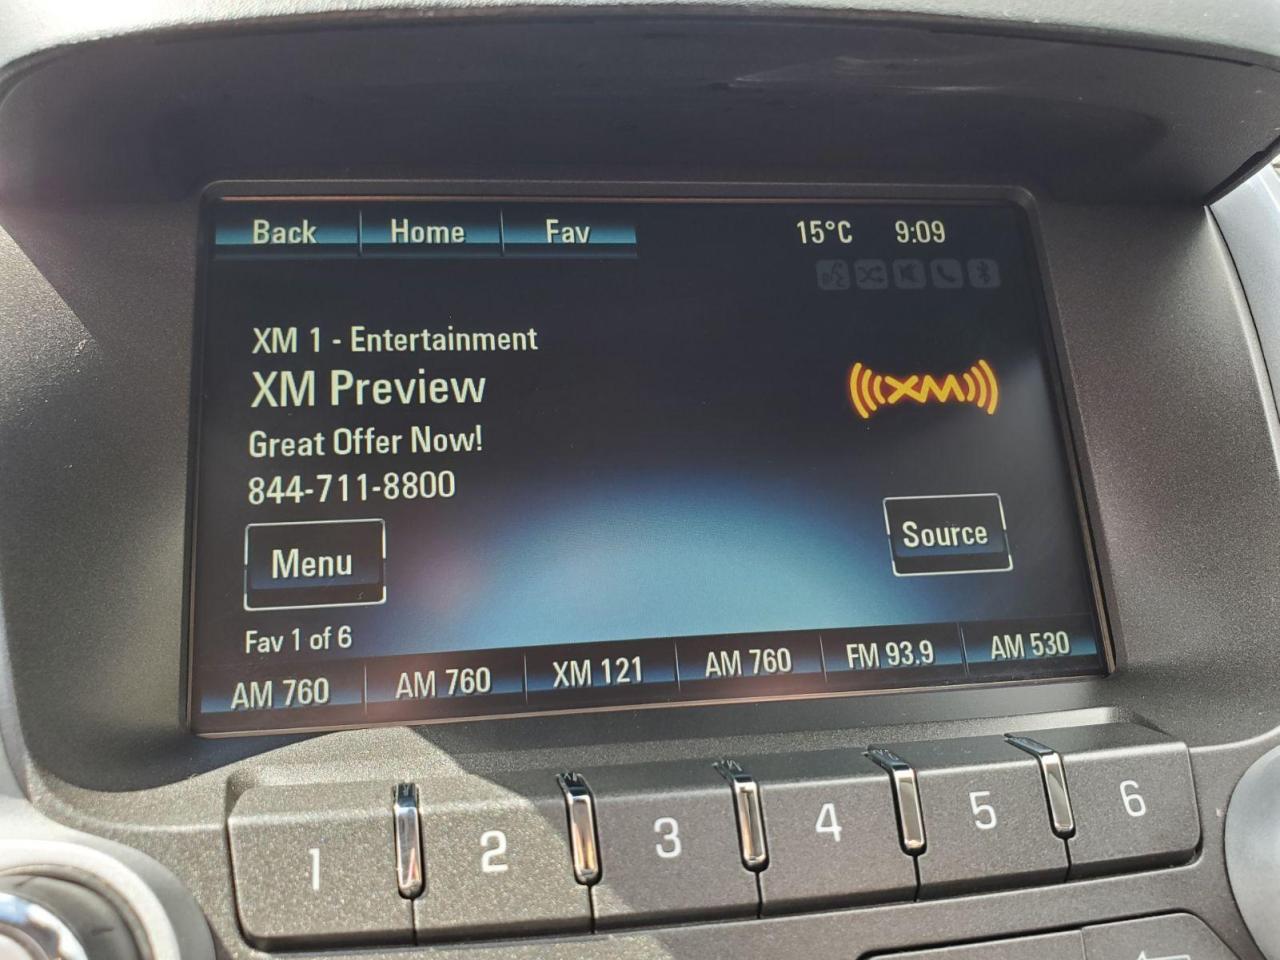 Back Home Fav 15°C 9:09
XM 1 - Entertainment
XM Preview
XM
Great Offer Now!
844-711-8800
Menu
Source
Fav 1 of 6
AM 760 AM 760 XM 121 AM 760 FM 93.9 AM 530
1 2 3 4 5 6